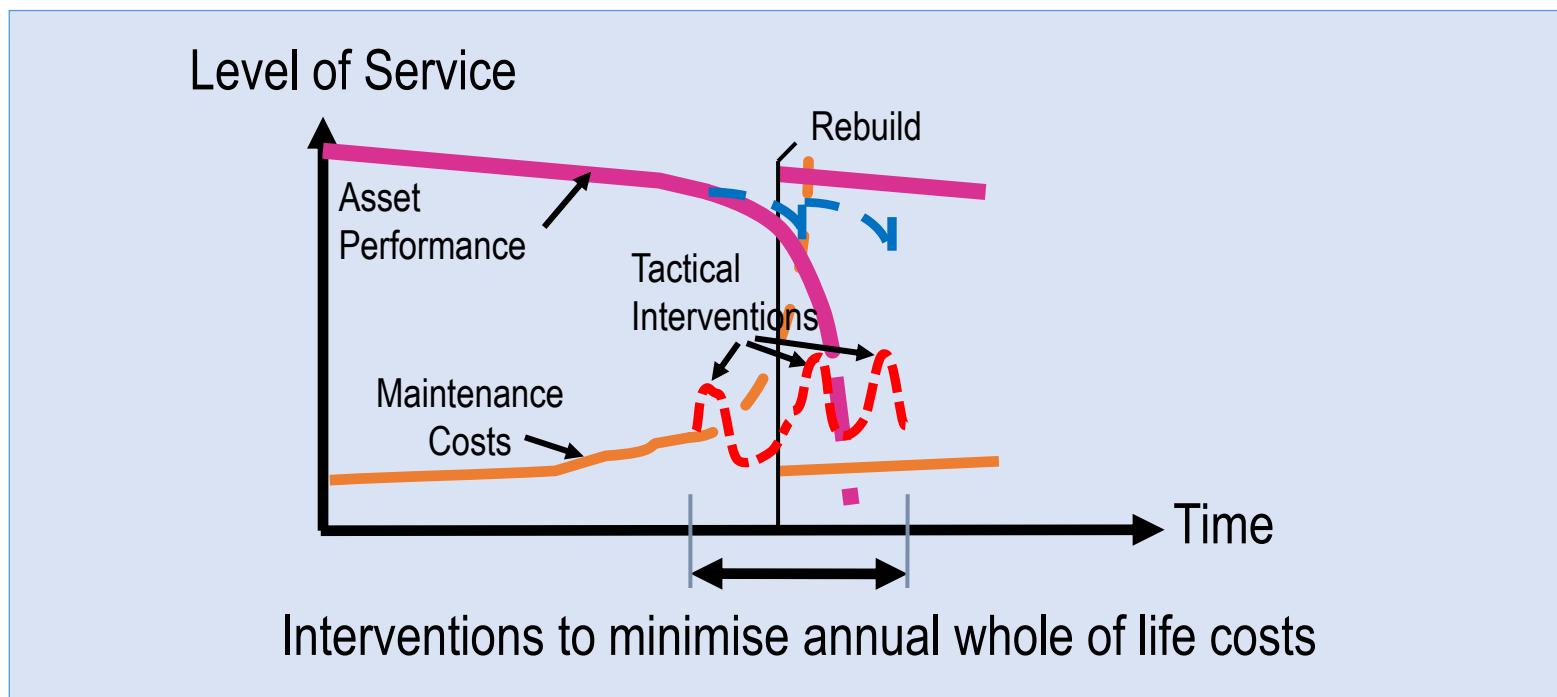 Level of Service
Rebuild
Asset
Performance
Tactical
Interventions
Maintenance
Costs
Time
Interventions to minimise annual whole of life costs